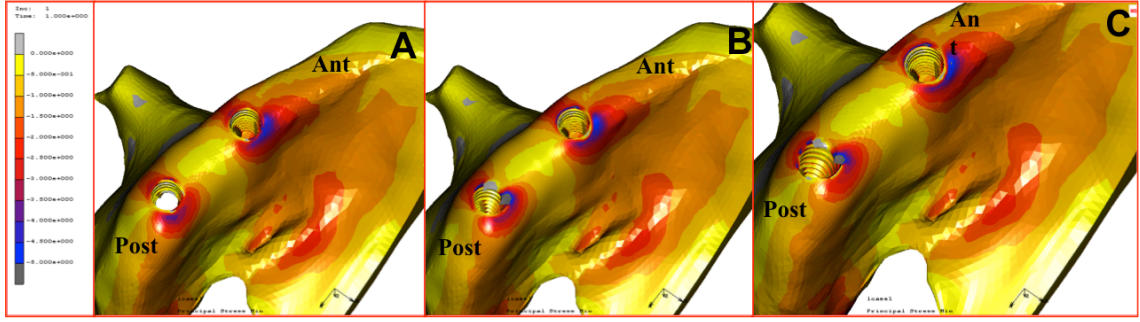 Inc: 1
Time: 1.000e+000
0.000e+000
-5.000e-001
-1.000e+000
-1.500e+000
-2.000e+000
-2.500e+000
-3.000e+000
-3.500e+000
-4.000e+000
-4.500e+000
-5.000e+000
A
Ant
Post
lcase1
Principal Stress Min
B
Ant
Post
lcase1
Principal Stress Min
C
An
t
Post
lcase1
Principal Stress Min